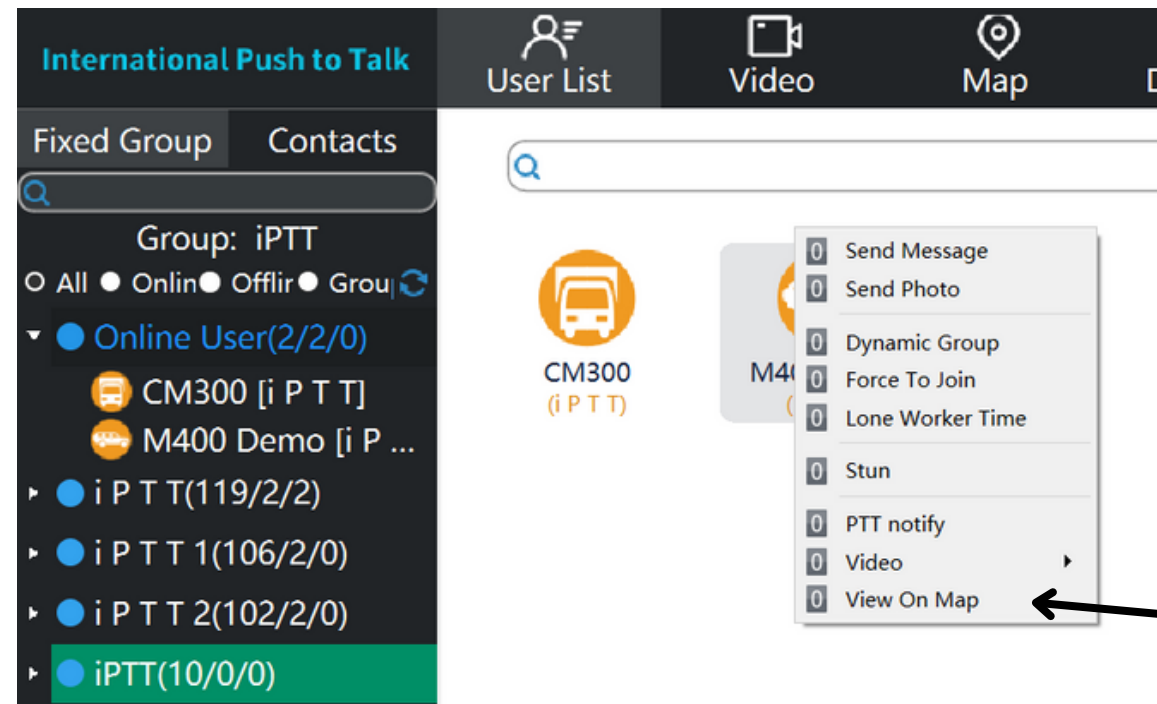 International Push to Talk
User List
Video
Map
Fixed Group
Contacts
Group: iPTT
All Onlin Offlir Grou
Online User(2/2/0)
CM300 [i P T T]
M400 Demo [i P ...
i P T T(119/2/2)
i P T T 1(106/2/0)
i P T T 2(102/2/0)
iPTT(10/0/0)
CM300
(i P T T)
M40
(
0 Send Message
0 Send Photo
0 Dynamic Group
0 Force To Join
0 Lone Worker Time
0 Stun
0 PTT notify
0 Video
0 View On Map